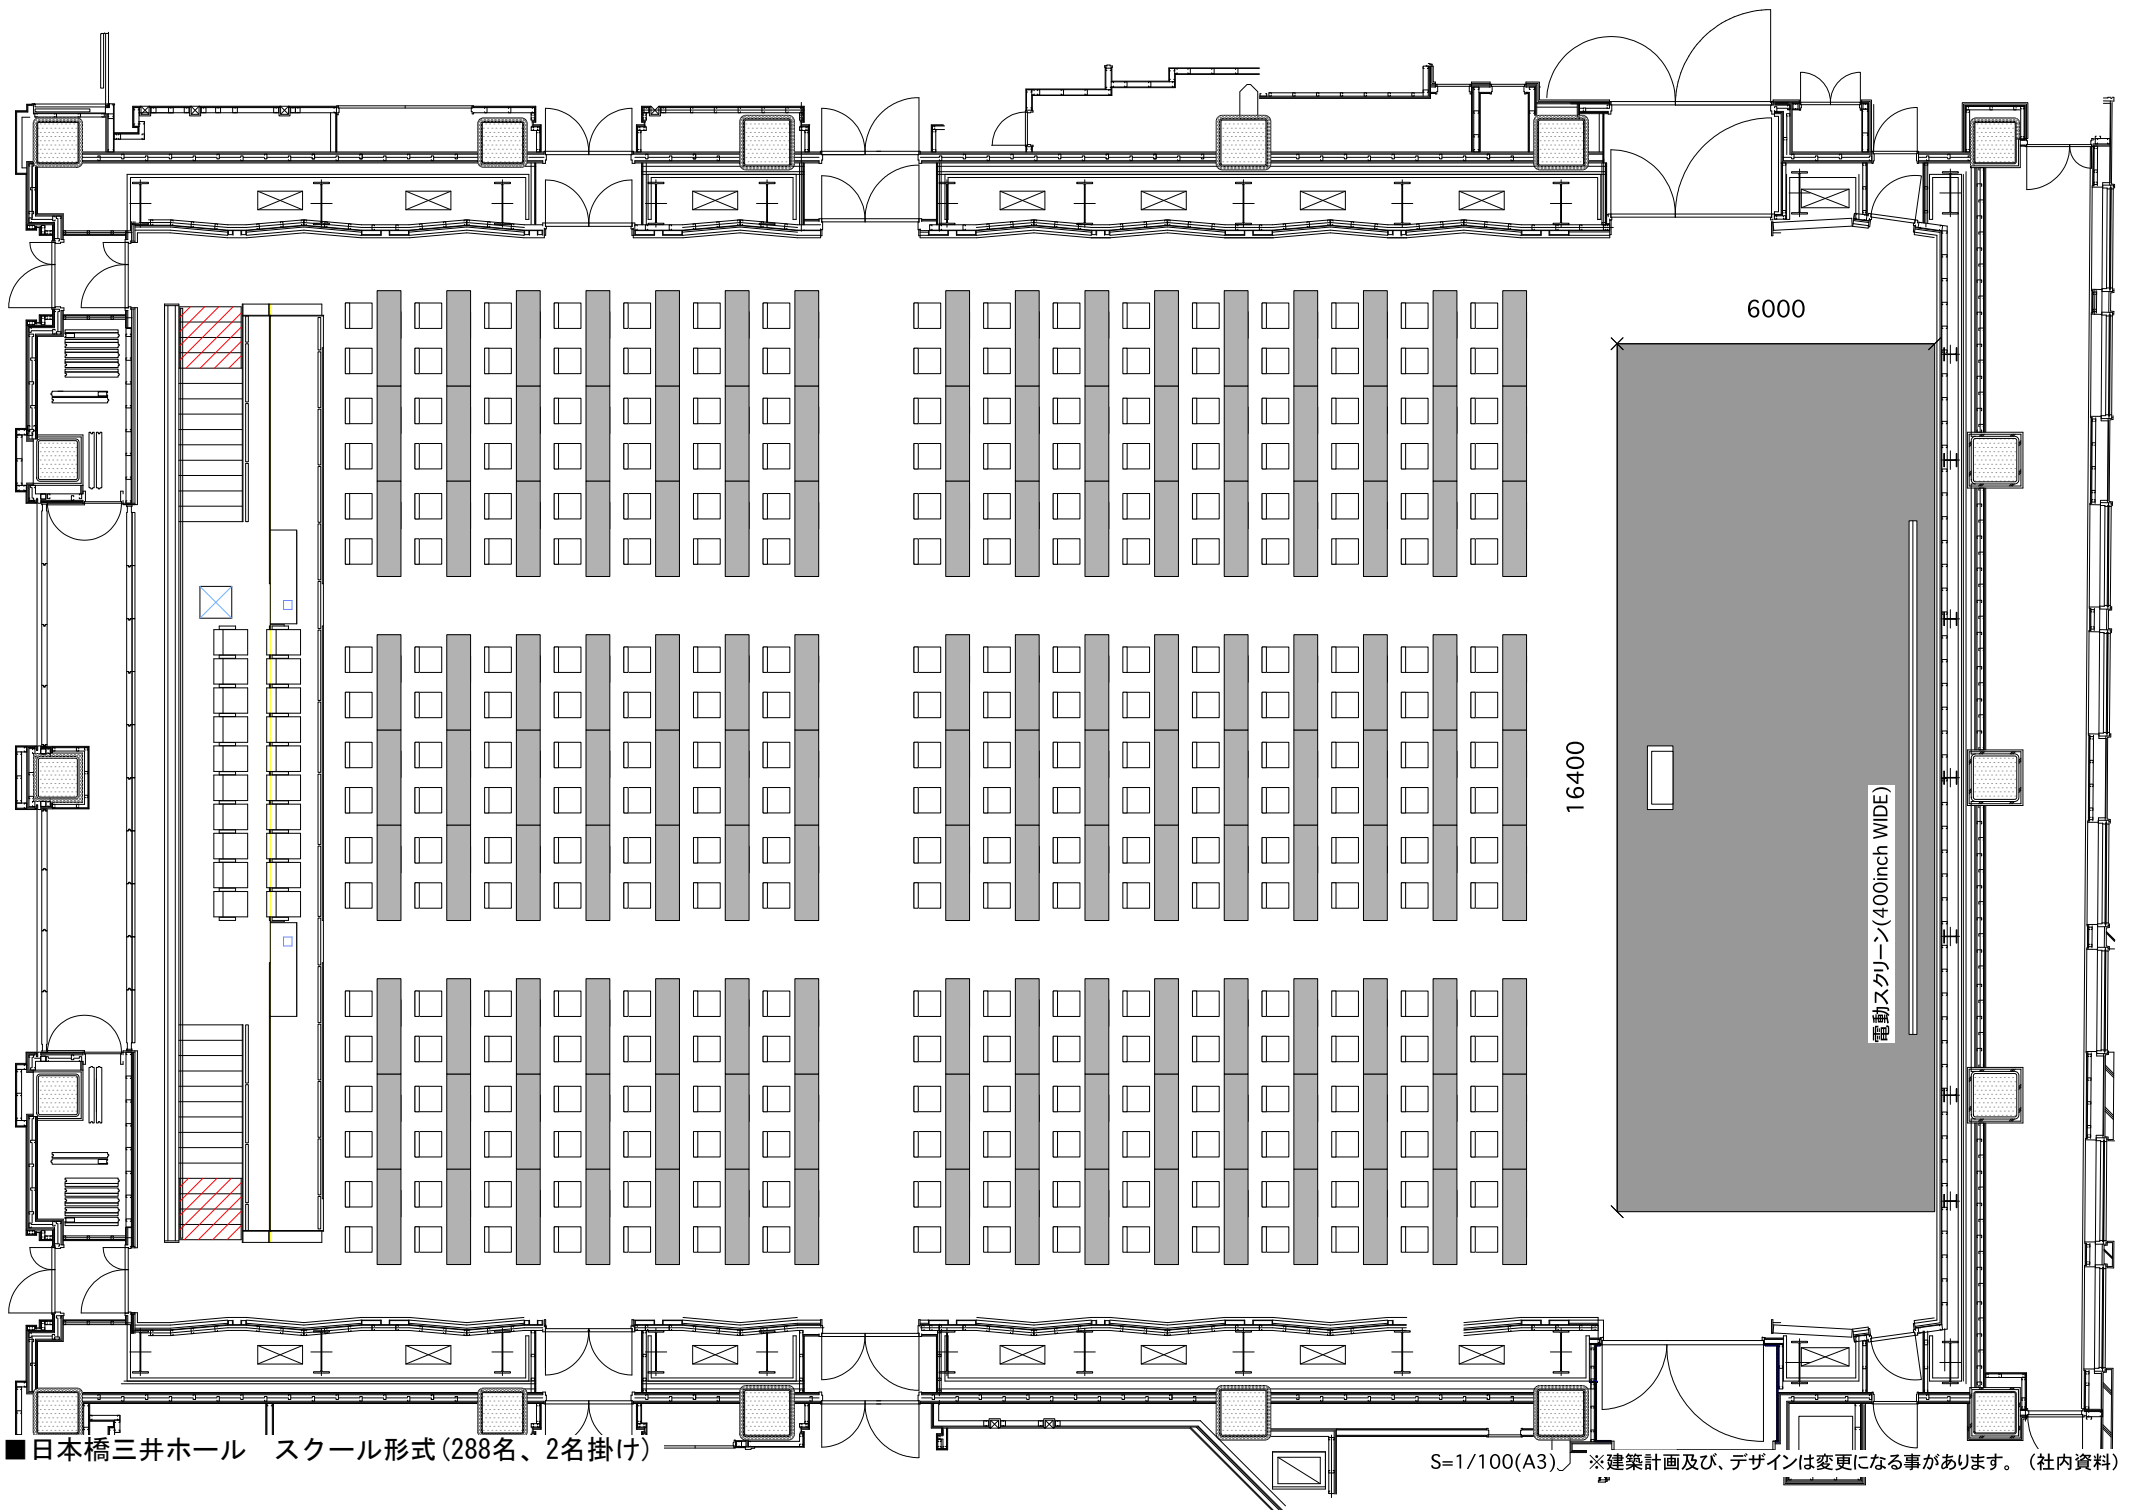 6000
16400
電動スクリーン(400inch WIDE)
■日本橋三井ホール　スクール形式(288名、2名掛け)
S=1/100(A3)　※建築計画及び、デザインは変更になる事があります。（社内資料）